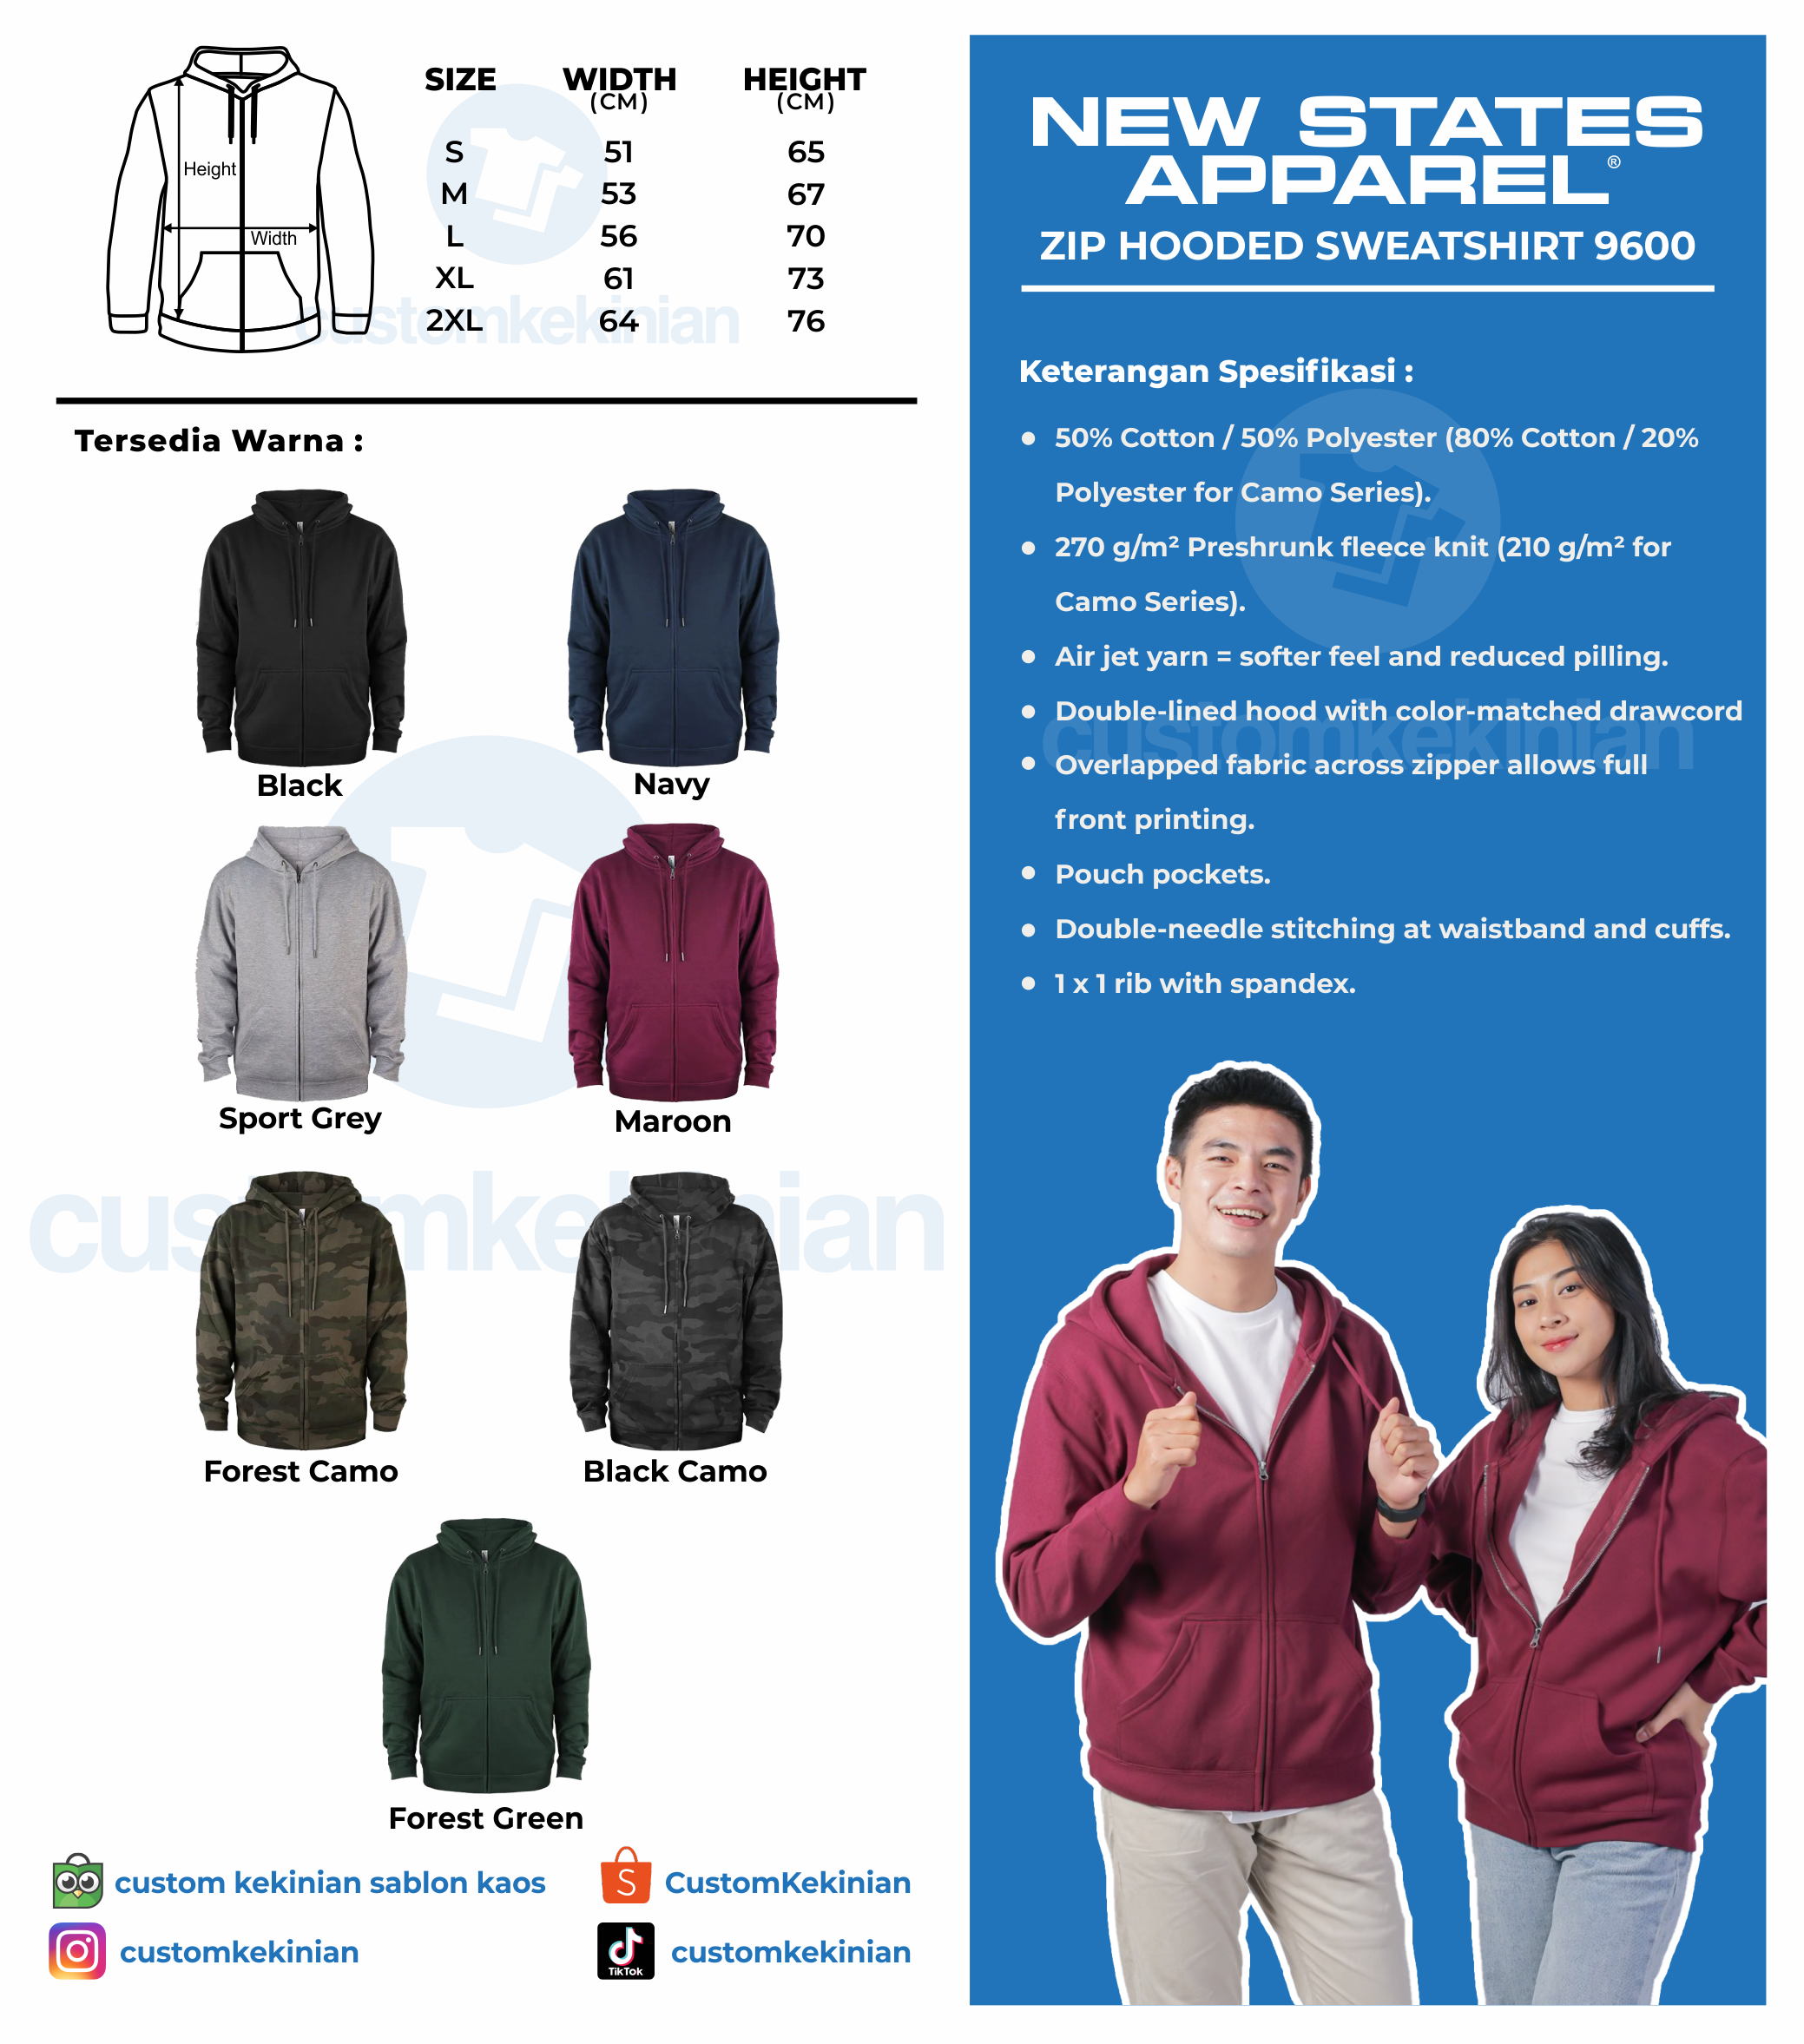 SIZE WIDTH HEIGHT
(CM) (CM)
S 51 65
M 53 67
L 56 70
XL 61 73
2XL 64 76
Height
Width
customkekinian
Tersedia Warna :
Black
Navy
Sport Grey
Maroon
customkekinian
Forest Camo
Black Camo
Forest Green
custom kekinian sablon kaos
S CustomKekinian
customkekinian
TikTok customkekinian
NEW STATES
APPAREL®
ZIP HOODED SWEATSHIRT 9600
Keterangan Spesifikasi :
• 50% Cotton / 50% Polyester (80% Cotton / 20%
Polyester for Camo Series).
• 270 g/m² Preshrunk fleece knit (210 g/m² for
Camo Series).
• Air jet yarn = softer feel and reduced pilling.
• Double-lined hood with color-matched drawcord
customkekinian
• Overlapped fabric across zipper allows full
front printing.
• Pouch pockets.
• Double-needle stitching at waistband and cuffs.
• 1 x 1 rib with spandex.